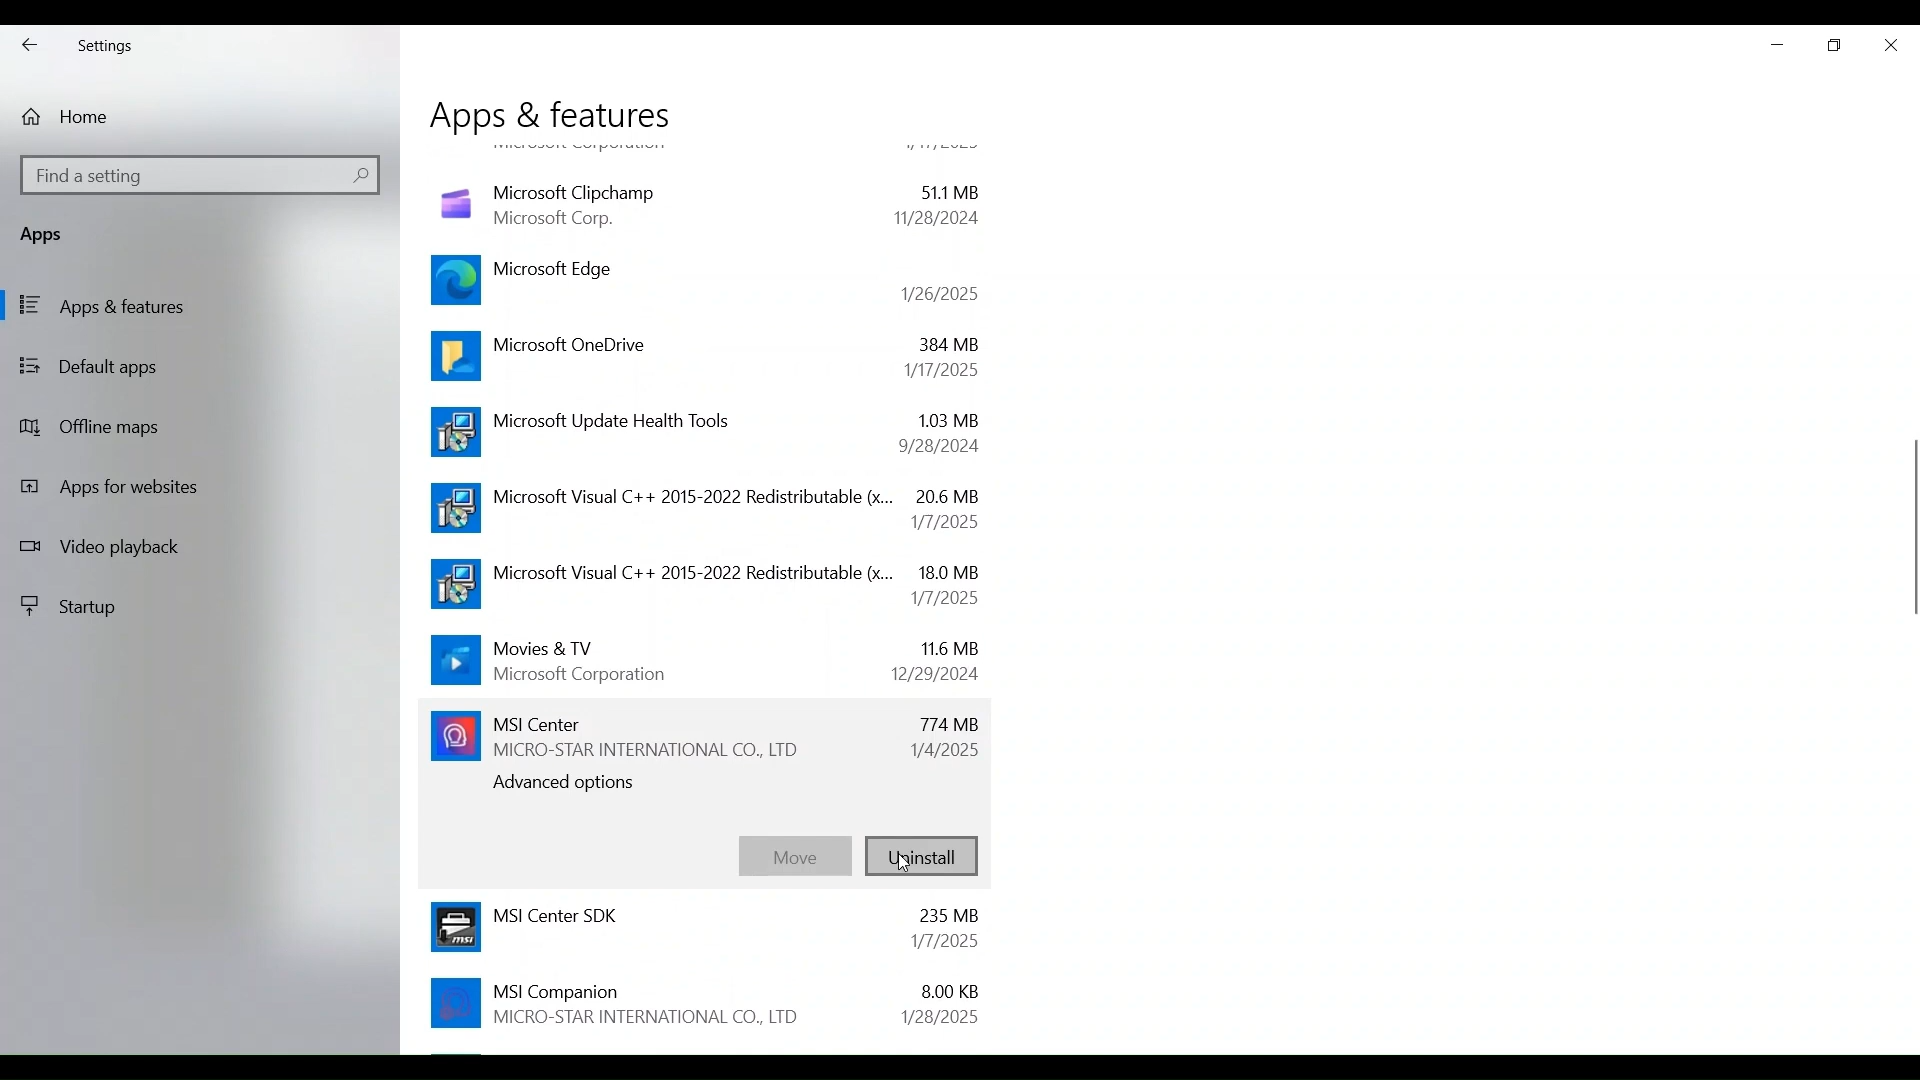 Settings
Home
Find a setting
Apps
Apps & features
Default apps
Offline maps
Apps for websites
Video playback
Startup
Apps & features
Microsoft Corporation 1/17/2025
Microsoft Clipchamp 51.1 MB
Microsoft Corp. 11/28/2024
Microsoft Edge
1/26/2025
Microsoft OneDrive 384 MB
1/17/2025
Microsoft Update Health Tools 1.03 MB
9/28/2024
Microsoft Visual C++ 2015-2022 Redistributable (x... 20.6 MB
1/7/2025
Microsoft Visual C++ 2015-2022 Redistributable (x... 18.0 MB
1/7/2025
Movies & TV 11.6 MB
Microsoft Corporation 12/29/2024
MSI Center 774 MB
MICRO-STAR INTERNATIONAL CO., LTD 1/4/2025
Advanced options
Move Uninstall
MSI Center SDK 235 MB
msi
1/7/2025
MSI Companion 8.00 KB
MICRO-STAR INTERNATIONAL CO., LTD 1/28/2025